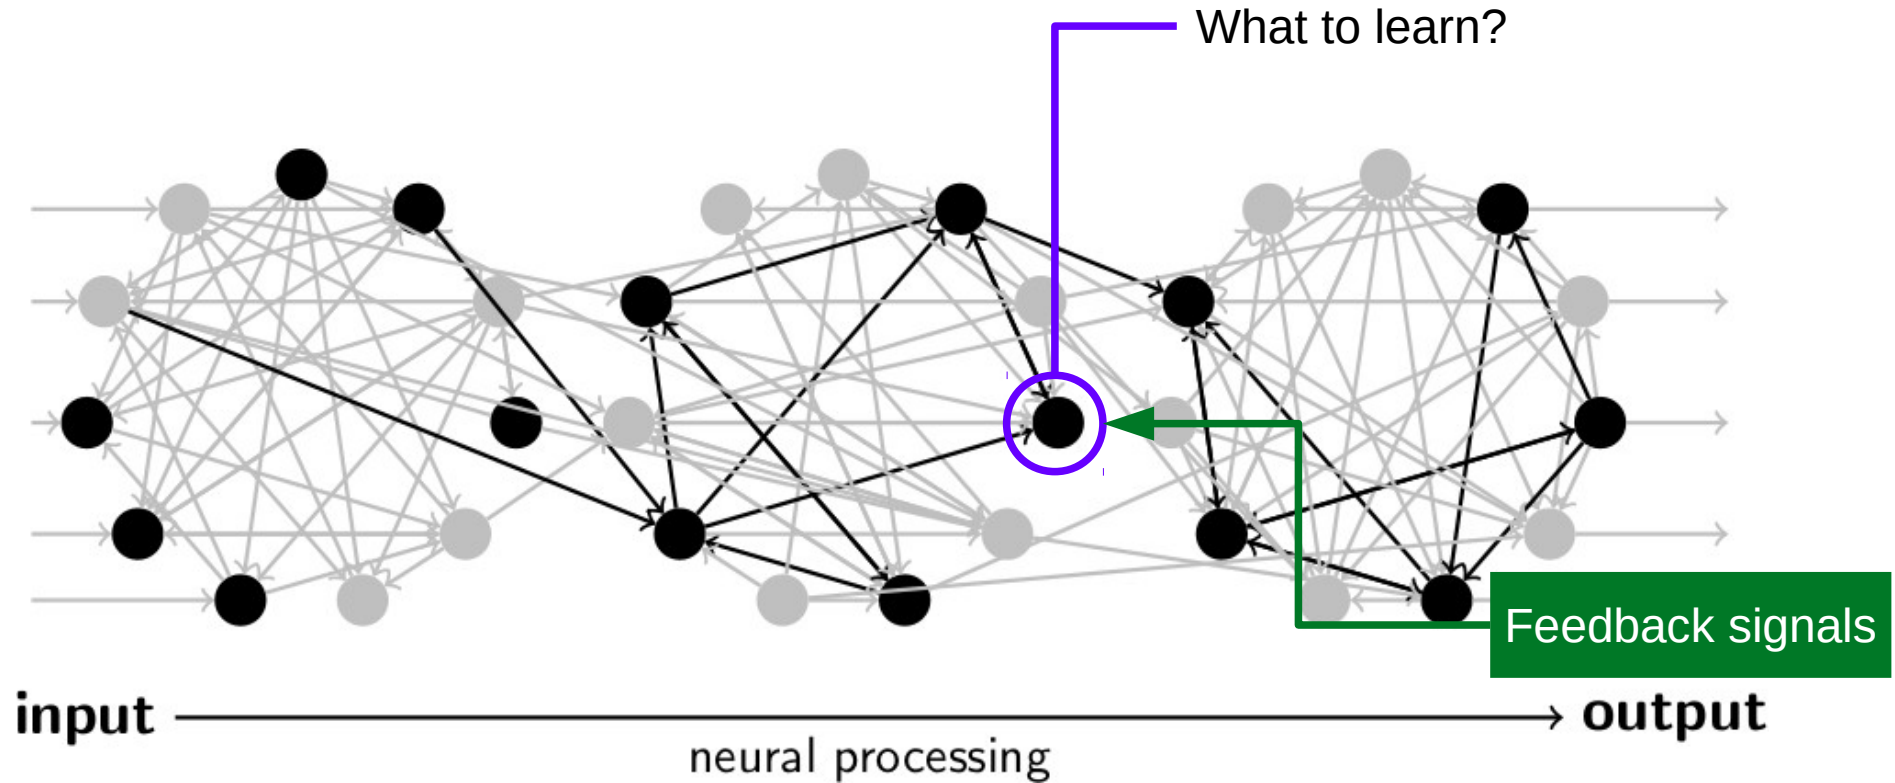 What to learn?
Feedback signals
input
output
neural processing